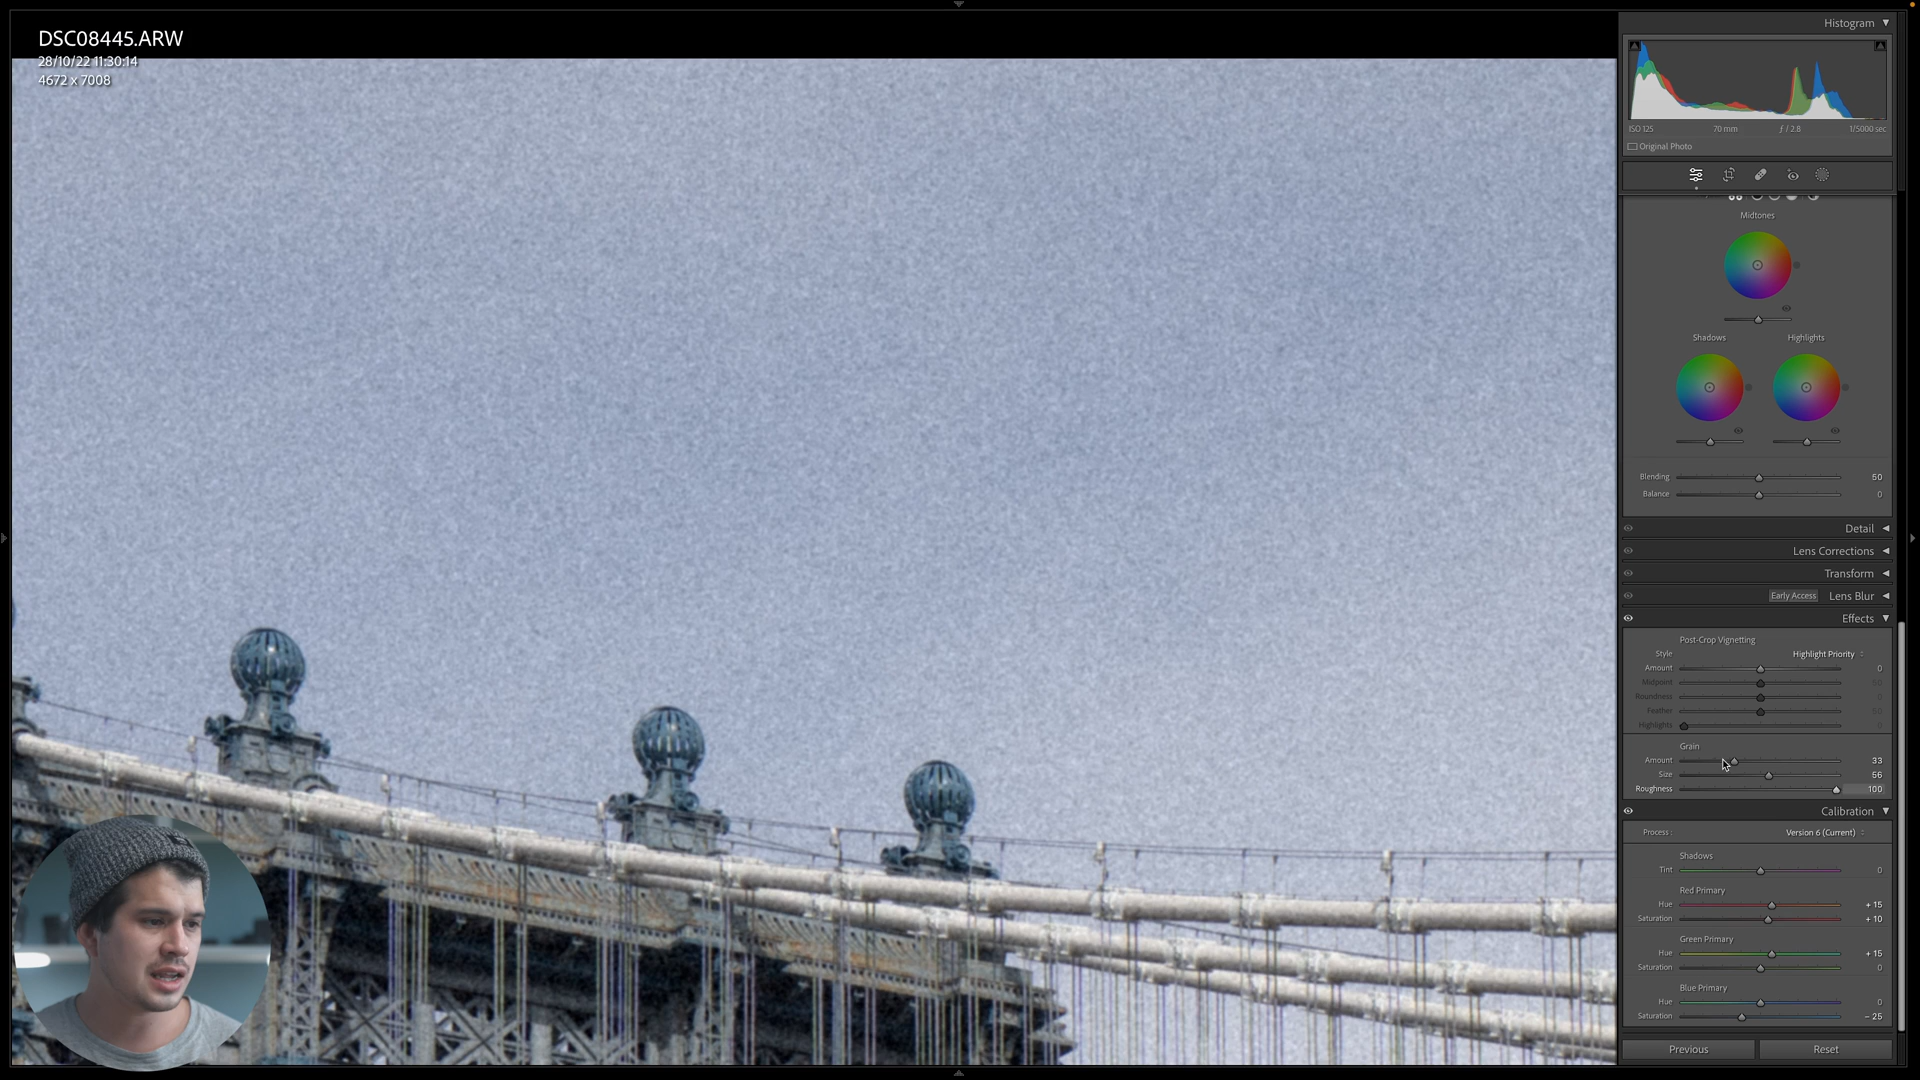 DSC08445.ARW
28/10/22 11:30:14
4672 x 7008
Histogram
ISO 125 70 mm ƒ / 2.8 1/5000 sec
Original Photo
Midtones
Shadows Highlights
Blending 50
Balance 0
Detail
Lens Corrections
Transform
Early Access Lens Blur
Effects
Post-Crop Vignetting
Style Highlight Priority
Amount 0
Midpoint 50
Roundness 0
Feather 50
Highlights 0
Grain
Amount 33
Size 56
Roughness 100
Calibration
Process : Version 6 (Current)
Shadows
Tint 0
Red Primary
Hue + 15
Saturation + 10
Green Primary
Hue + 15
Saturation 0
Blue Primary
Hue 0
Saturation – 25
Previous Reset